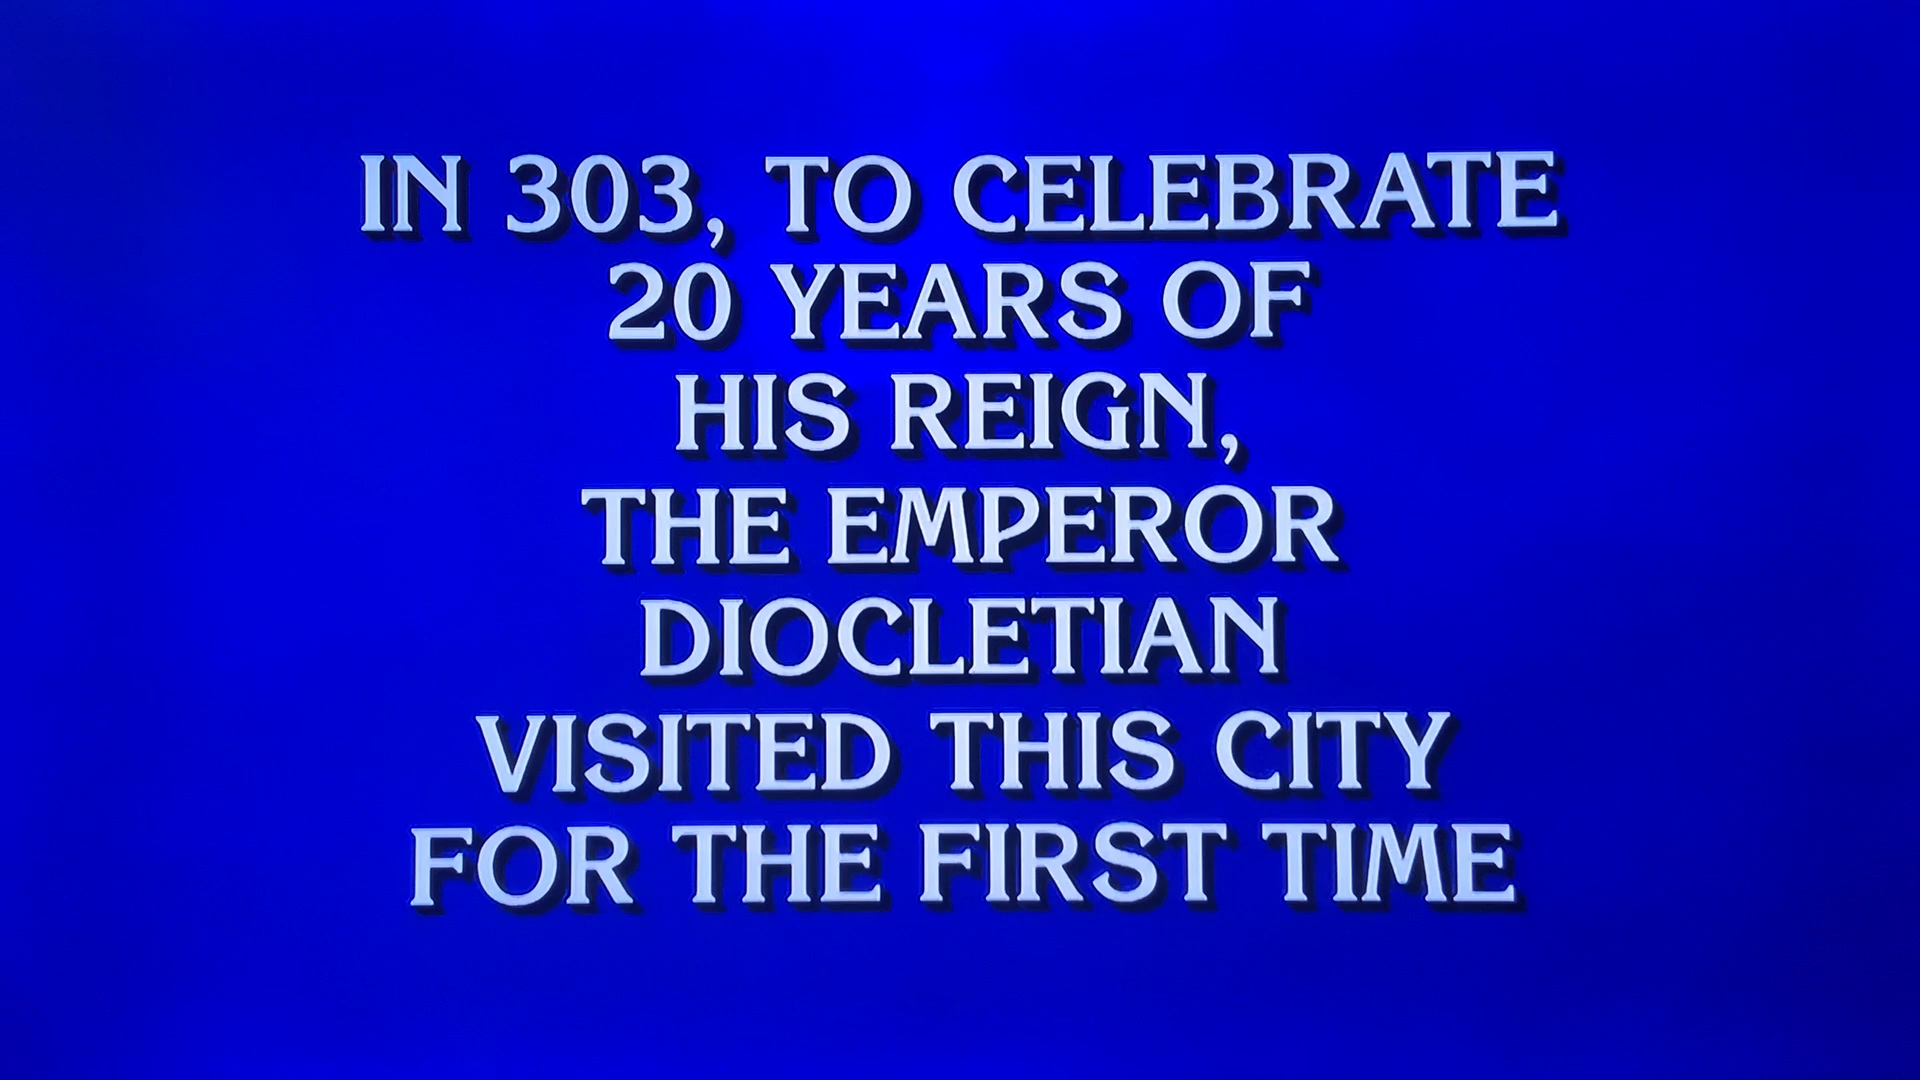 IN 303, TO CELEBRATE
20 YEARS OF
HIS REIGN,
THE EMPEROR
DIOCLETIAN
VISITED THIS CITY
FOR THE FIRST TIME